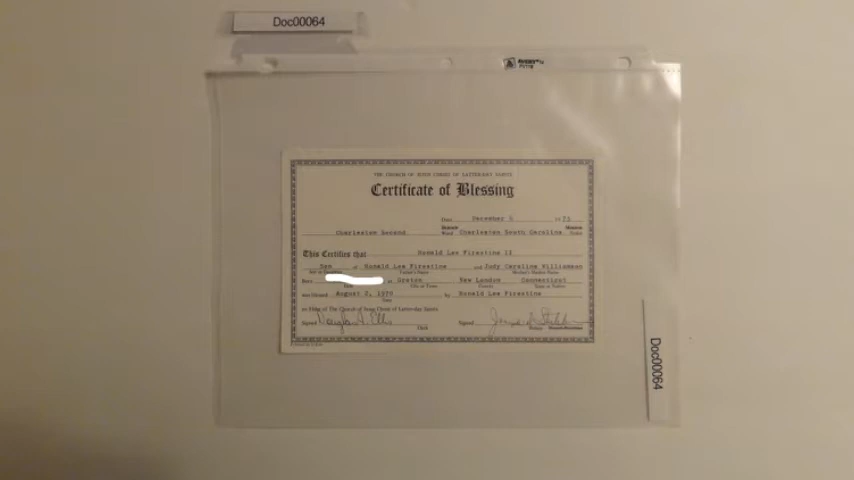 Doc00064
AVERY
THE CHURCH OF JESUS CHRIST OF LATTER-DAY SAINTS
Certificate of Blessing
Date December 6 1973
Charleston Second Ward Charleston South Carolina
This Certifies that Ronald Lee Firestine II
Son of Ronald Lee Firestine and Judy Caroline Williamson
Father's Name Mother's Maiden Name
Born at Groton New London Connecticut
Date City or Town County State or Nation
was blessed August 2, 1970 by Ronald Lee Firestine
Date
an Elder of The Church of Jesus Christ of Latter-day Saints
Signed Signed
Clerk
Doc00064